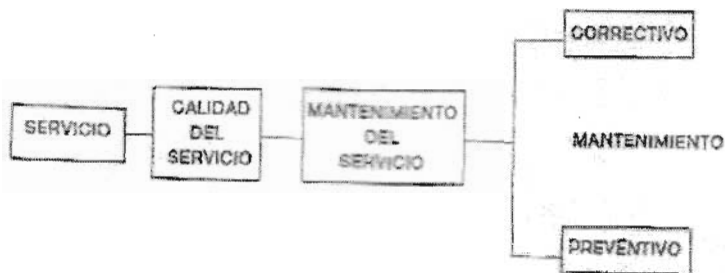 SERVICIO
CALIDAD
DEL
SERVICIO
MANTENIMIENTO
DEL
SERVICIO
CORRECTIVO
MANTENIMIENTO
PREVENTIVO